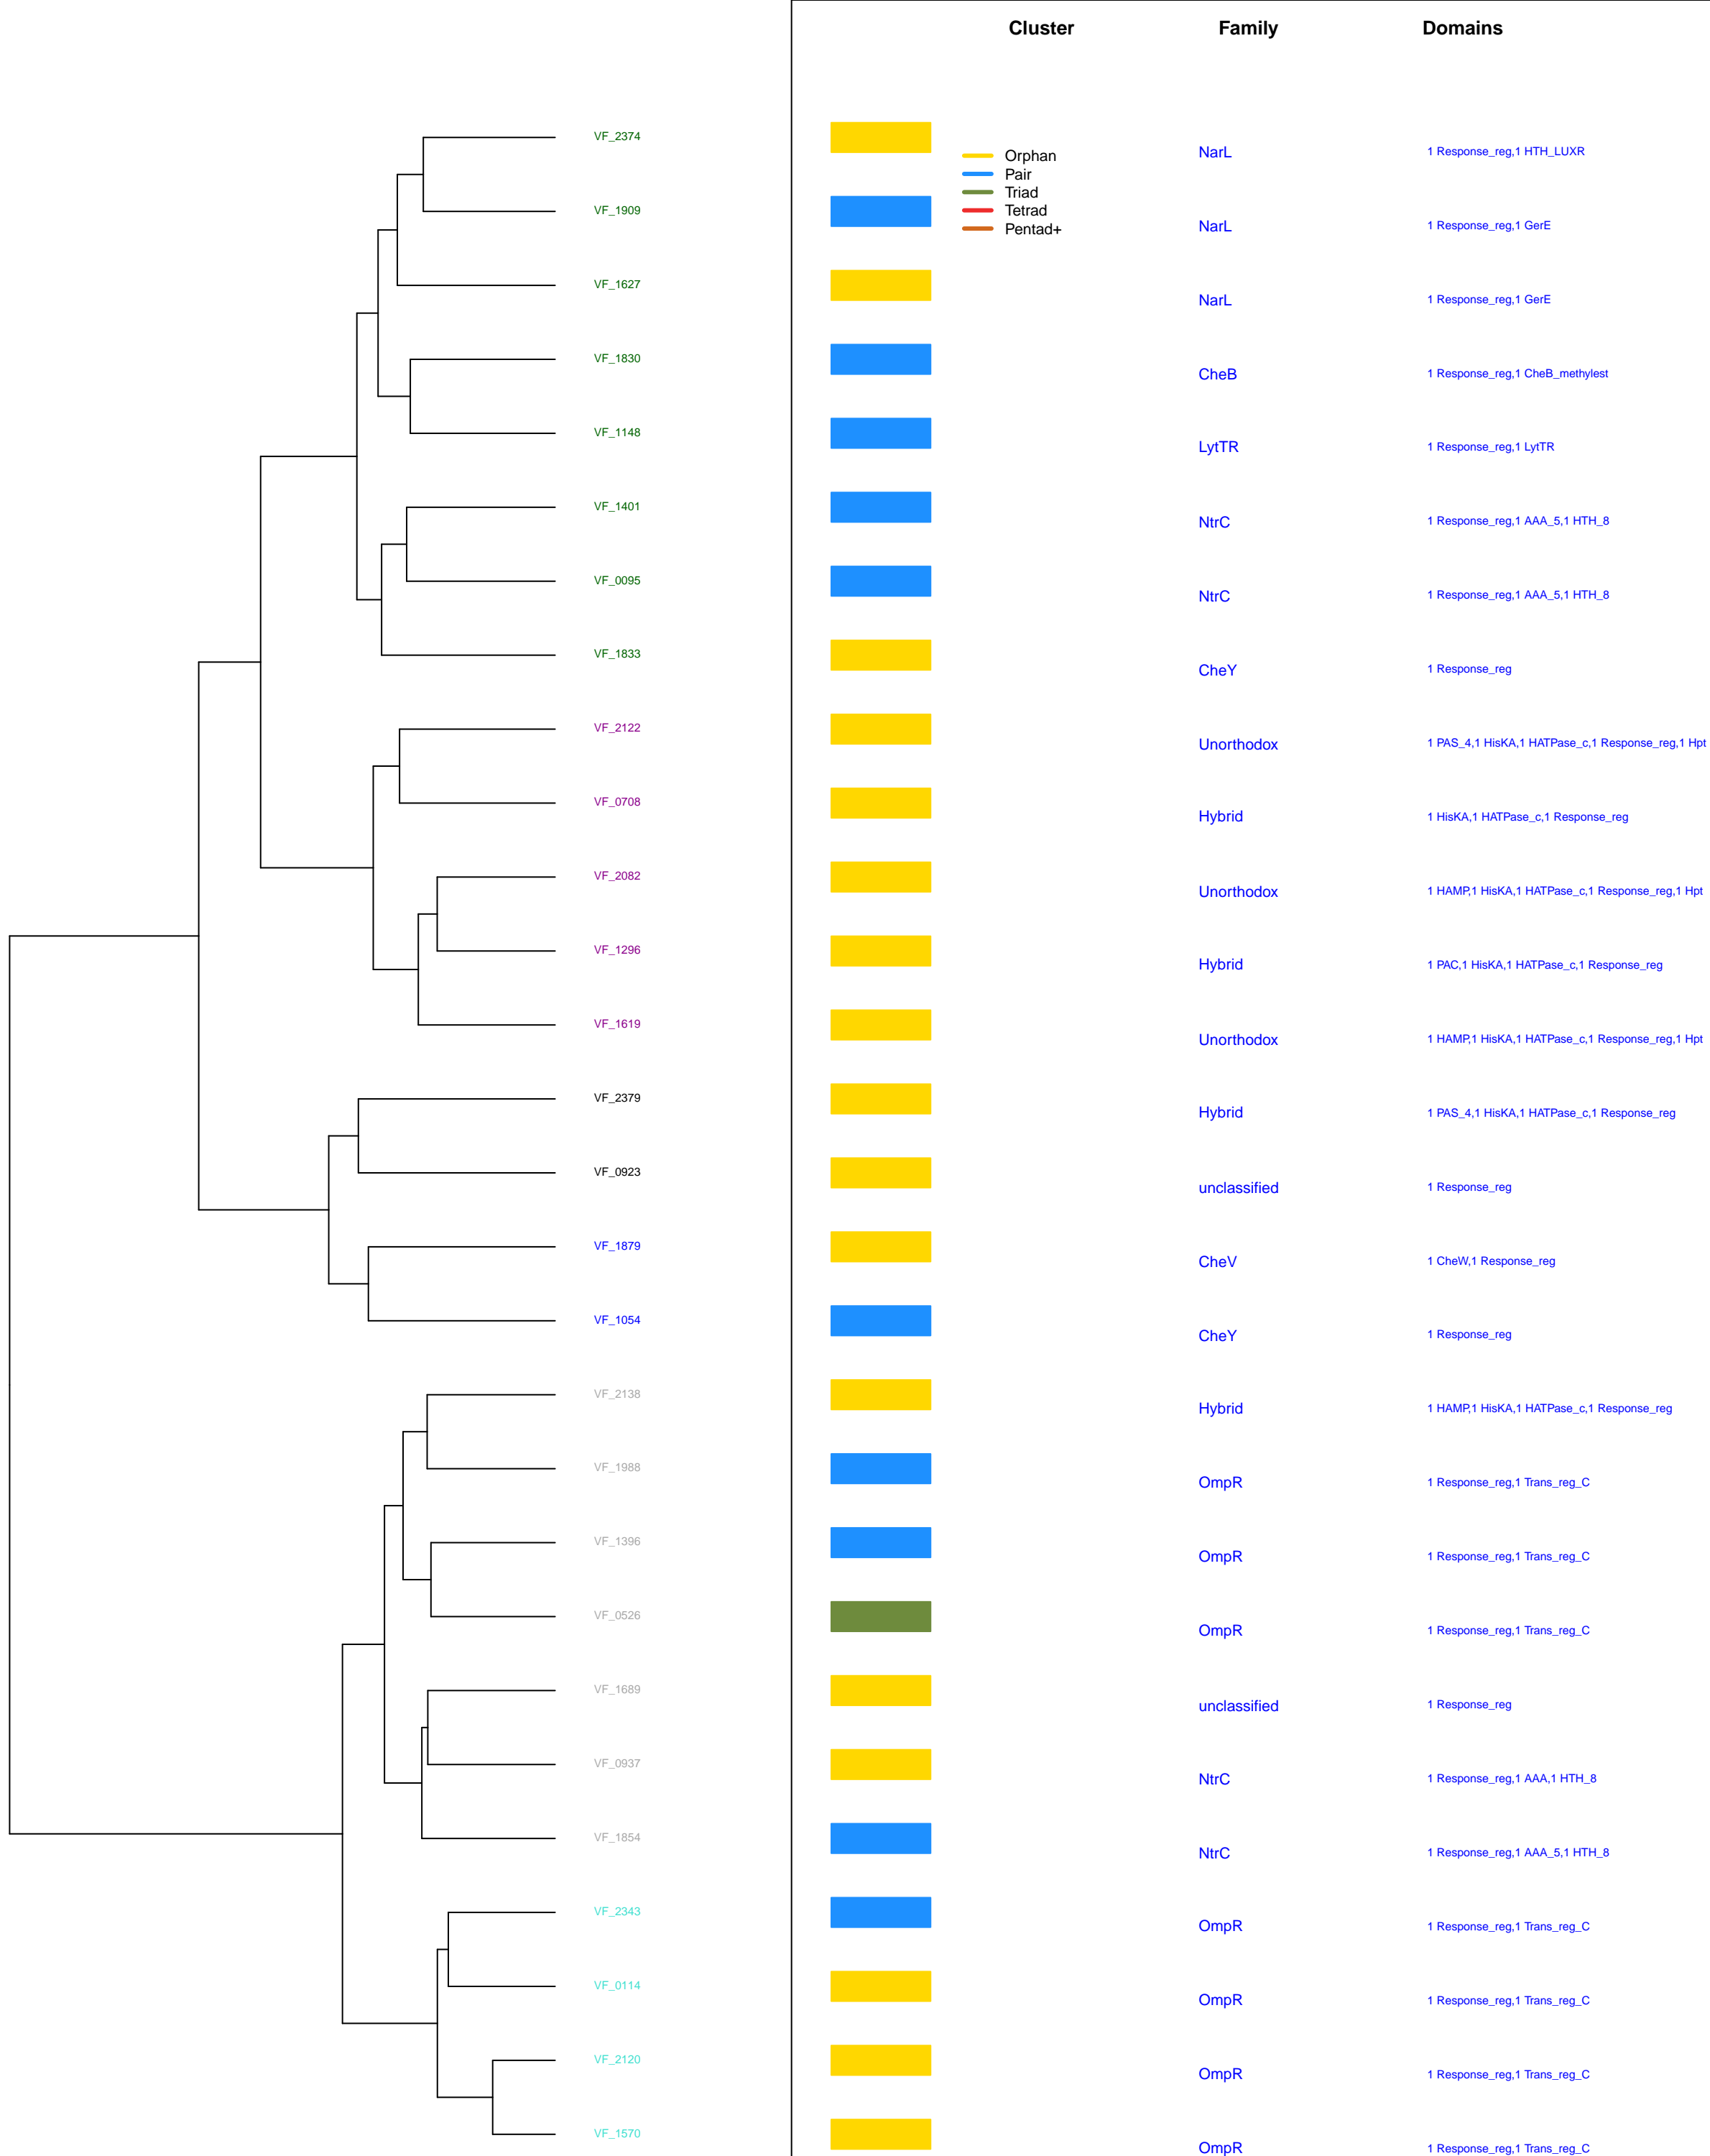 Cluster Family Domains
VF_2374 NarL 1 Response_reg,1 HTH_LUXR
Orphan
Pair
Triad
Tetrad
Pentad+
VF_1909 NarL 1 Response_reg,1 GerE
VF_1627 NarL 1 Response_reg,1 GerE
VF_1830 CheB 1 Response_reg,1 CheB_methylest
VF_1148 LytTR 1 Response_reg,1 LytTR
VF_1401 NtrC 1 Response_reg,1 AAA_5,1 HTH_8
VF_0095 NtrC 1 Response_reg,1 AAA_5,1 HTH_8
VF_1833 CheY 1 Response_reg
VF_2122 Unorthodox 1 PAS_4,1 HisKA,1 HATPase_c,1 Response_reg,1 Hpt
VF_0708 Hybrid 1 HisKA,1 HATPase_c,1 Response_reg
VF_2082 Unorthodox 1 HAMP,1 HisKA,1 HATPase_c,1 Response_reg,1 Hpt
VF_1296 Hybrid 1 PAC,1 HisKA,1 HATPase_c,1 Response_reg
VF_1619 Unorthodox 1 HAMP,1 HisKA,1 HATPase_c,1 Response_reg,1 Hpt
VF_2379 Hybrid 1 PAS_4,1 HisKA,1 HATPase_c,1 Response_reg
VF_0923 unclassified 1 Response_reg
VF_1879 CheV 1 CheW,1 Response_reg
VF_1054 CheY 1 Response_reg
VF_2138 Hybrid 1 HAMP,1 HisKA,1 HATPase_c,1 Response_reg
VF_1988 OmpR 1 Response_reg,1 Trans_reg_C
VF_1396 OmpR 1 Response_reg,1 Trans_reg_C
VF_0526 OmpR 1 Response_reg,1 Trans_reg_C
VF_1689 unclassified 1 Response_reg
VF_0937 NtrC 1 Response_reg,1 AAA,1 HTH_8
VF_1854 NtrC 1 Response_reg,1 AAA_5,1 HTH_8
VF_2343 OmpR 1 Response_reg,1 Trans_reg_C
VF_0114 OmpR 1 Response_reg,1 Trans_reg_C
VF_2120 OmpR 1 Response_reg,1 Trans_reg_C
VF_1570 OmpR 1 Response_reg,1 Trans_reg_C